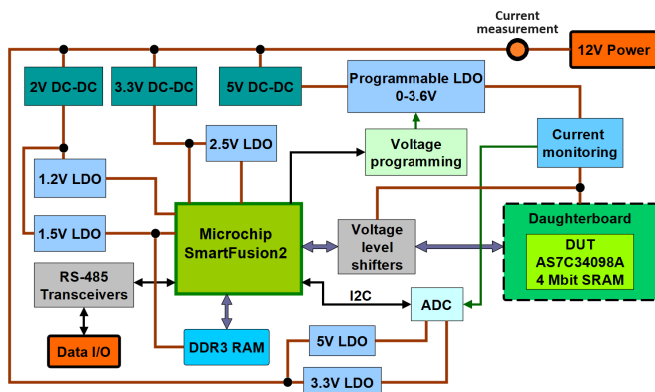 Current
measurement
12V Power
2V DC-DC
3.3V DC-DC
5V DC-DC
Programmable LDO
0-3.6V
2.5V LDO
Voltage
programming
Current
monitoring
1.2V LDO
1.5V LDO
Microchip
SmartFusion2
Voltage
level
shifters
Daughterboard
DUT
AS7C34098A
4 Mbit SRAM
RS-485
Transceivers
I2C
ADC
Data I/O
DDR3 RAM
5V LDO
3.3V LDO